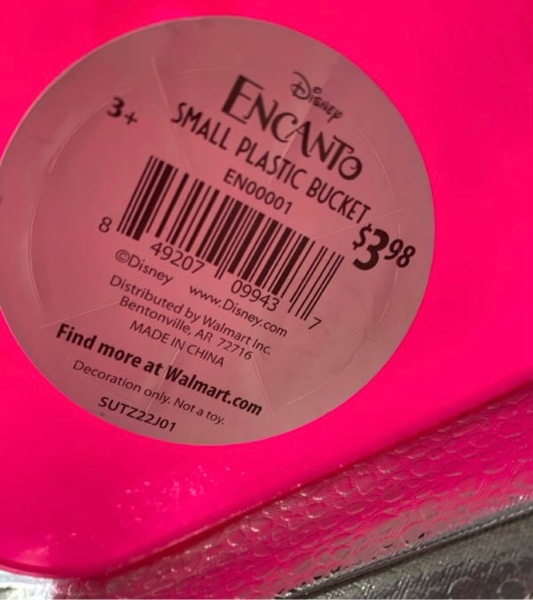 Disney
ENCANTO
3+
SMALL PLASTIC BUCKET
EN00001
$3.98
8 49207 09943 7
©Disney www.Disney.com
Distributed by Walmart Inc.
Bentonville, AR 72716
MADE IN CHINA
Find more at Walmart.com
Decoration only. Not a toy.
SUTZ22J01